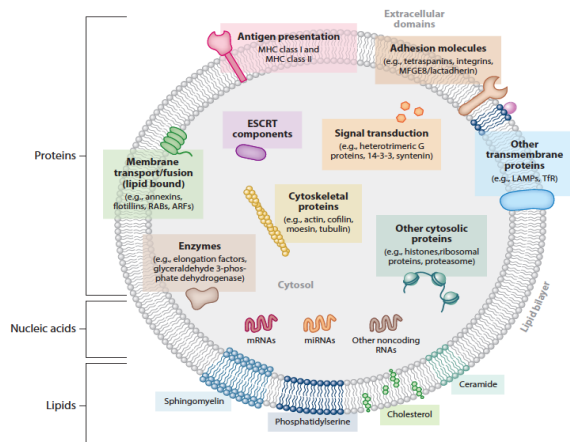 Extracellular
domains
Antigen presentation
MHC class I and
MHC class II
Adhesion molecules
(e.g., tetraspanins, integrins,
MFGE8/lactadherin)
ESCRT
components
Signal transduction
(e.g., heterotrimeric G
proteins, 14-3-3, syntenin)
Proteins
Membrane
transport/fusion
(lipid bound)
(e.g., annexins,
flotillins, RABs, ARFs)
Other
transmembrane
proteins
(e.g., LAMPs, TfR)
Cytoskeletal
proteins
(e.g., actin, cofilin,
moesin, tubulin)
Other cytosolic
proteins
(e.g., histones,ribosomal
proteins, proteasome)
Enzymes
(e.g., elongation factors,
glyceraldehyde 3-phos-
phate dehydrogenase)
Cytosol
Lipid bilayer
Nucleic acids
mRNAs
miRNAs
Other noncoding
RNAs
Lipids
Sphingomyelin
Phosphatidylserine
Cholesterol
Ceramide